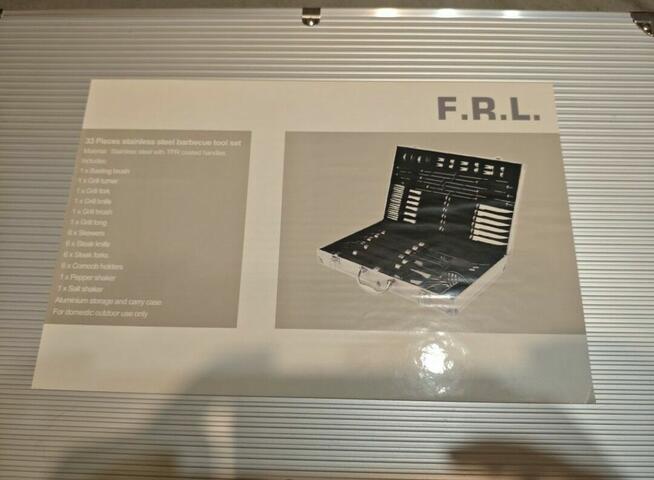 F.R.L.
33 Pieces stainless steel barbecue tool set
Material: Stainless steel with TPR coated handles
Includes:
1 x Basting brush
1 x Grill turner
1 x Grill fork
1 x Grill knife
1 x Grill brush
1 x Grill tong
6 x Skewers
6 x Steak knife
6 x Steak forks
8 x Corncob holders
1 x Pepper shaker
1 x Salt shaker
Aluminium storage and carry case
For domestic outdoor use only